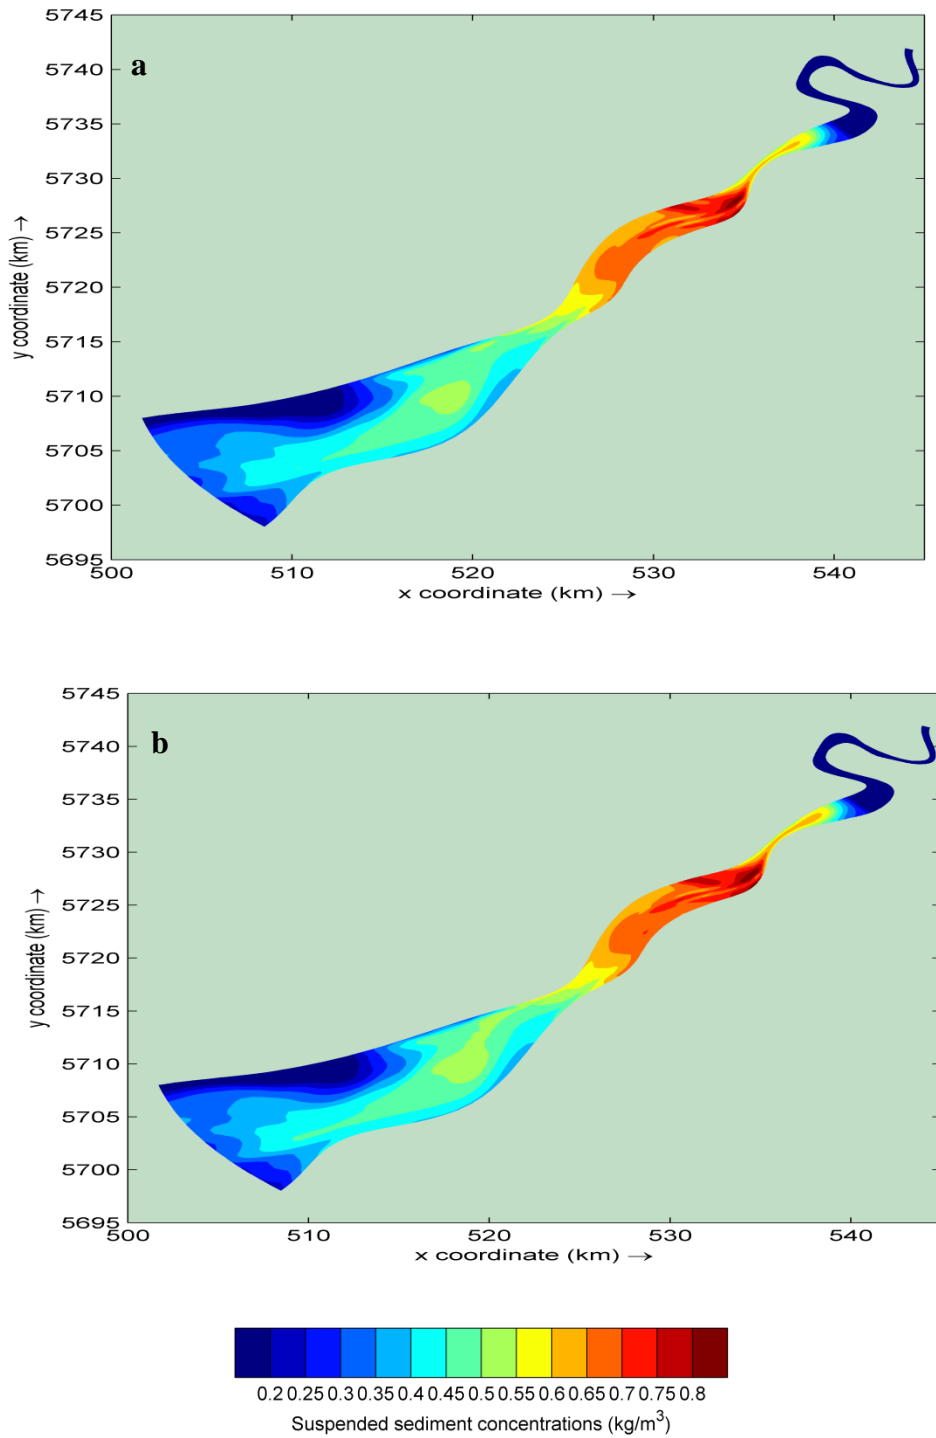 5745
a
5740
5735
5730
5725
5720
5715
5710
5705
5700
5695
y coordinate (km) →
500 510 520 530 540
x coordinate (km) →
5745
b
5740
5735
5730
5725
5720
5715
5710
5705
5700
5695
y coordinate (km) →
500 510 520 530 540
x coordinate (km) →
0.2 0.25 0.3 0.35 0.4 0.45 0.5 0.55 0.6 0.65 0.7 0.75 0.8
Suspended sediment concentrations (kg/m³)